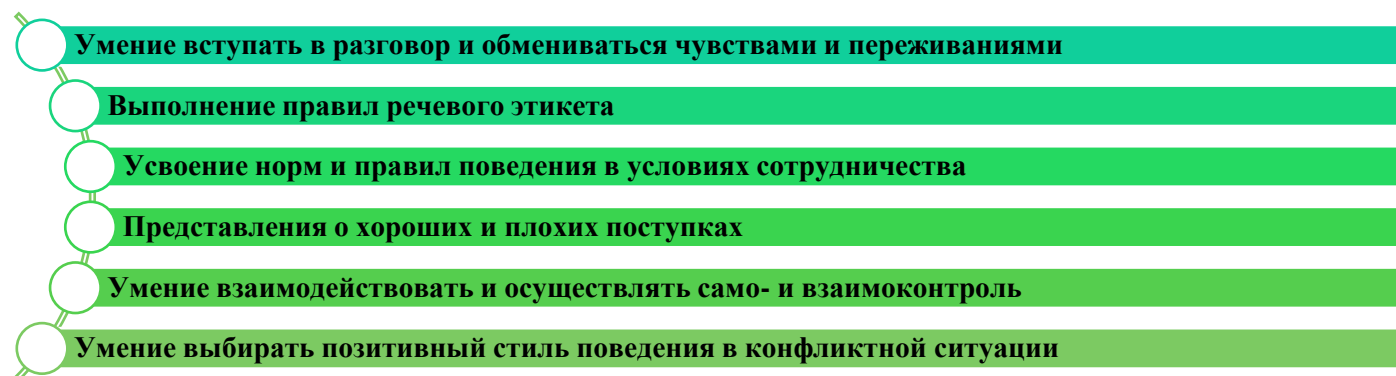 Умение вступать в разговор и обмениваться чувствами и переживаниями
Выполнение правил речевого этикета
Усвоение норм и правил поведения в условиях сотрудничества
Представления о хороших и плохих поступках
Умение взаимодействовать и осуществлять само- и взаимоконтроль
Умение выбирать позитивный стиль поведения в конфликтной ситуации